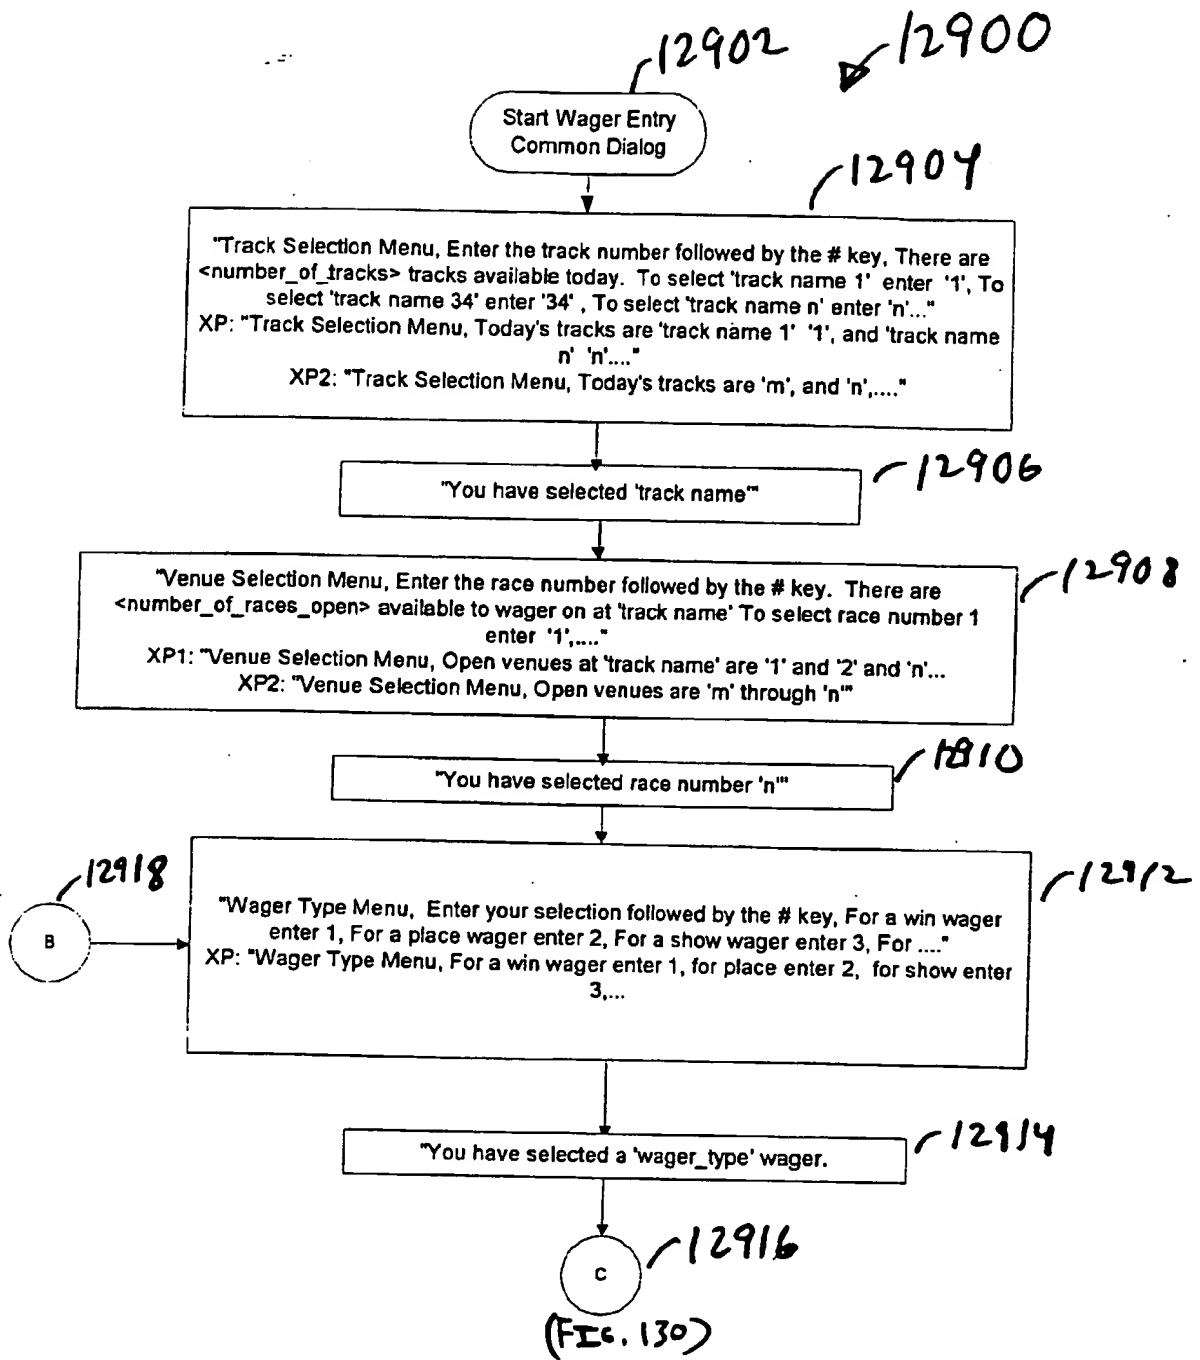 12902
12900
Start Wager Entry
Common Dialog
12904
"Track Selection Menu, Enter the track number followed by the # key, There are
<number_of_tracks> tracks available today.  To select 'track name 1'  enter  '1', To
select 'track name 34' enter '34' , To select 'track name n' enter 'n'..."
XP: "Track Selection Menu, Today's tracks are 'track name 1'  '1', and 'track name
n'  'n'...."
XP2: "Track Selection Menu, Today's tracks are 'm', and 'n',...."
12906
"You have selected 'track name'"
12908
"Venue Selection Menu, Enter the race number followed by the # key.  There are
<number_of_races_open> available to wager on at 'track name' To select race number 1
enter  '1',...."
XP1: "Venue Selection Menu, Open venues at 'track name' are '1' and '2' and 'n'...
XP2: "Venue Selection Menu, Open venues are 'm' through 'n'"
12910
"You have selected race number 'n'"
12918
B
12912
"Wager Type Menu,  Enter your selection followed by the # key, For a win wager
enter 1, For a place wager enter 2, For a show wager enter 3, For ...."
XP: "Wager Type Menu, For a win wager enter 1, for place enter 2,  for show enter
3,...
12914
"You have selected a 'wager_type' wager.
12916
C
(FIG. 130)